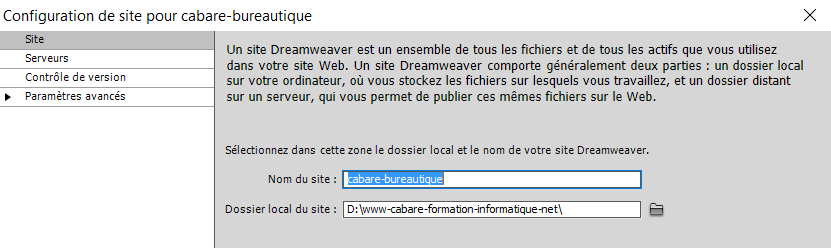 Configuration de site pour cabare-bureautique
Site
Serveurs
Contrôle de version
Paramètres avancés
Un site Dreamweaver est un ensemble de tous les fichiers et de tous les actifs que vous utilisez
dans votre site Web. Un site Dreamweaver comporte généralement deux parties : un dossier local
sur votre ordinateur, où vous stockez les fichiers sur lesquels vous travaillez, et un dossier distant
sur un serveur, qui vous permet de publier ces mêmes fichiers sur le Web.
Sélectionnez dans cette zone le dossier local et le nom de votre site Dreamweaver.
Nom du site : cabare-bureautique
Dossier local du site : D:\www-cabare-formation-informatique-net\